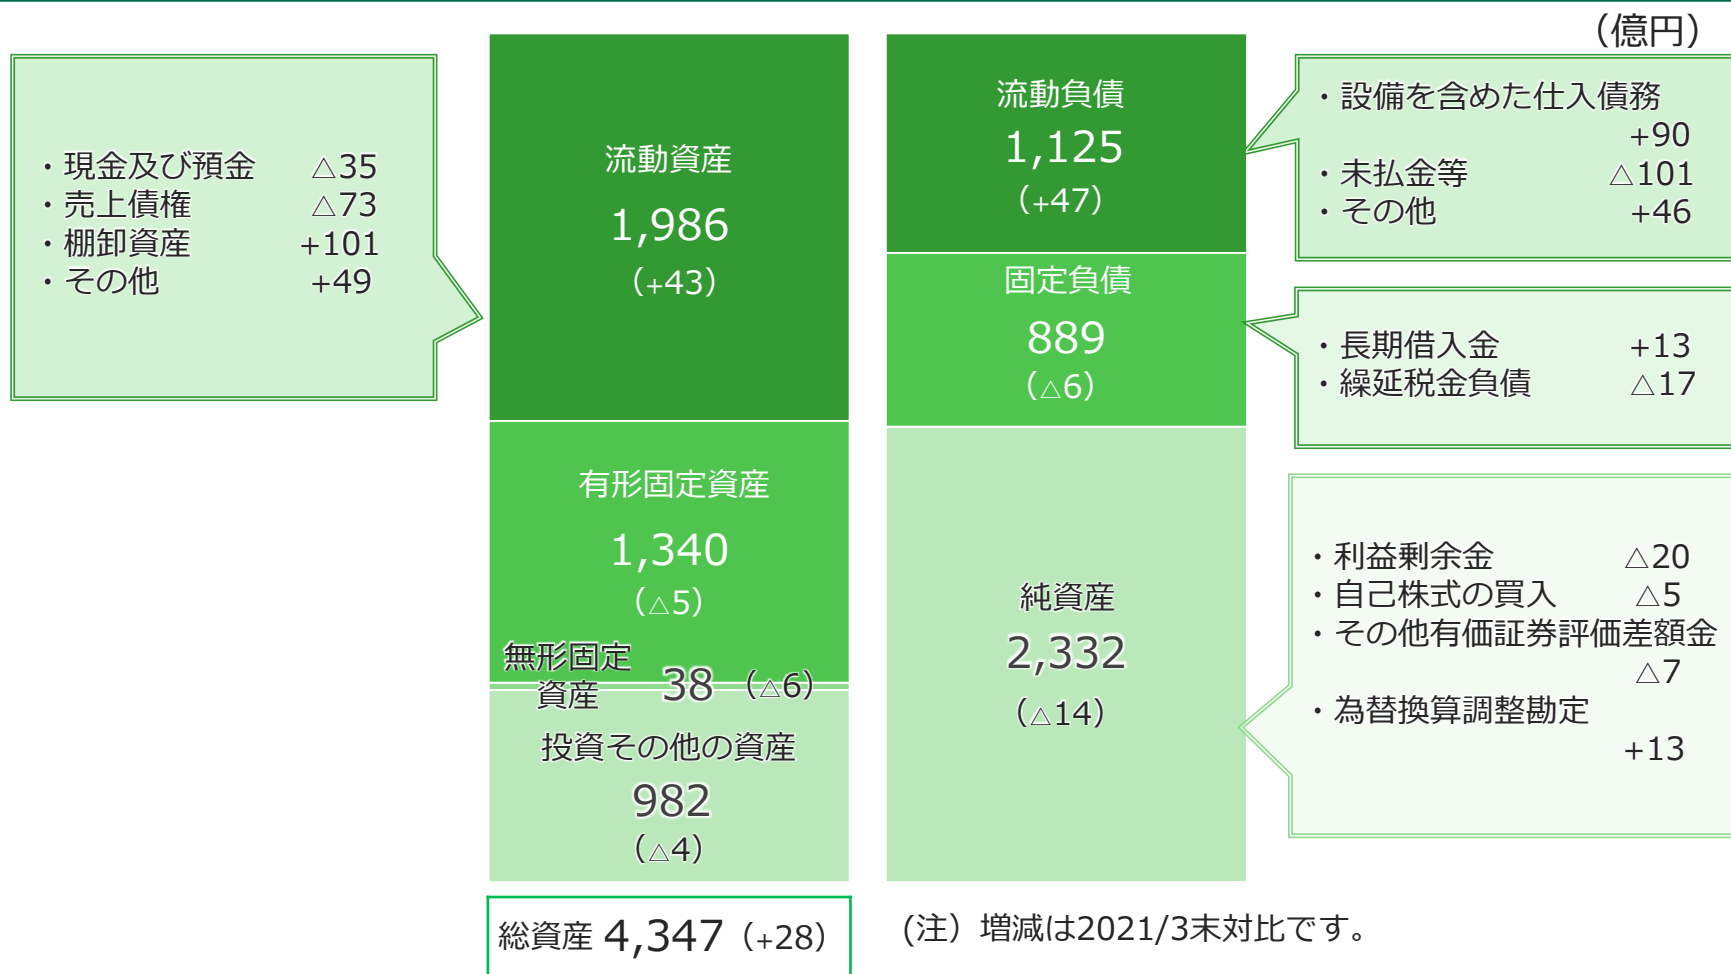 （億円）
・現金及び預金 △35
・売上債権 △73
・棚卸資産 +101
・その他 +49
流動資産
1,986
（+43）
有形固定資産
1,340
（△5）
無形固定
資産 38 （△6）
投資その他の資産
982
（△4）
総資産 4,347（+28）
流動負債
1,125
（+47）
固定負債
889
（△6）
純資産
2,332
（△14）
・設備を含めた仕入債務
+90
・未払金等 △101
・その他 +46
・長期借入金 +13
・繰延税金負債 △17
・利益剰余金 △20
・自己株式の買入 △5
・その他有価証券評価差額金
△7
・為替換算調整勘定
+13
(注）増減は2021/3末対比です。